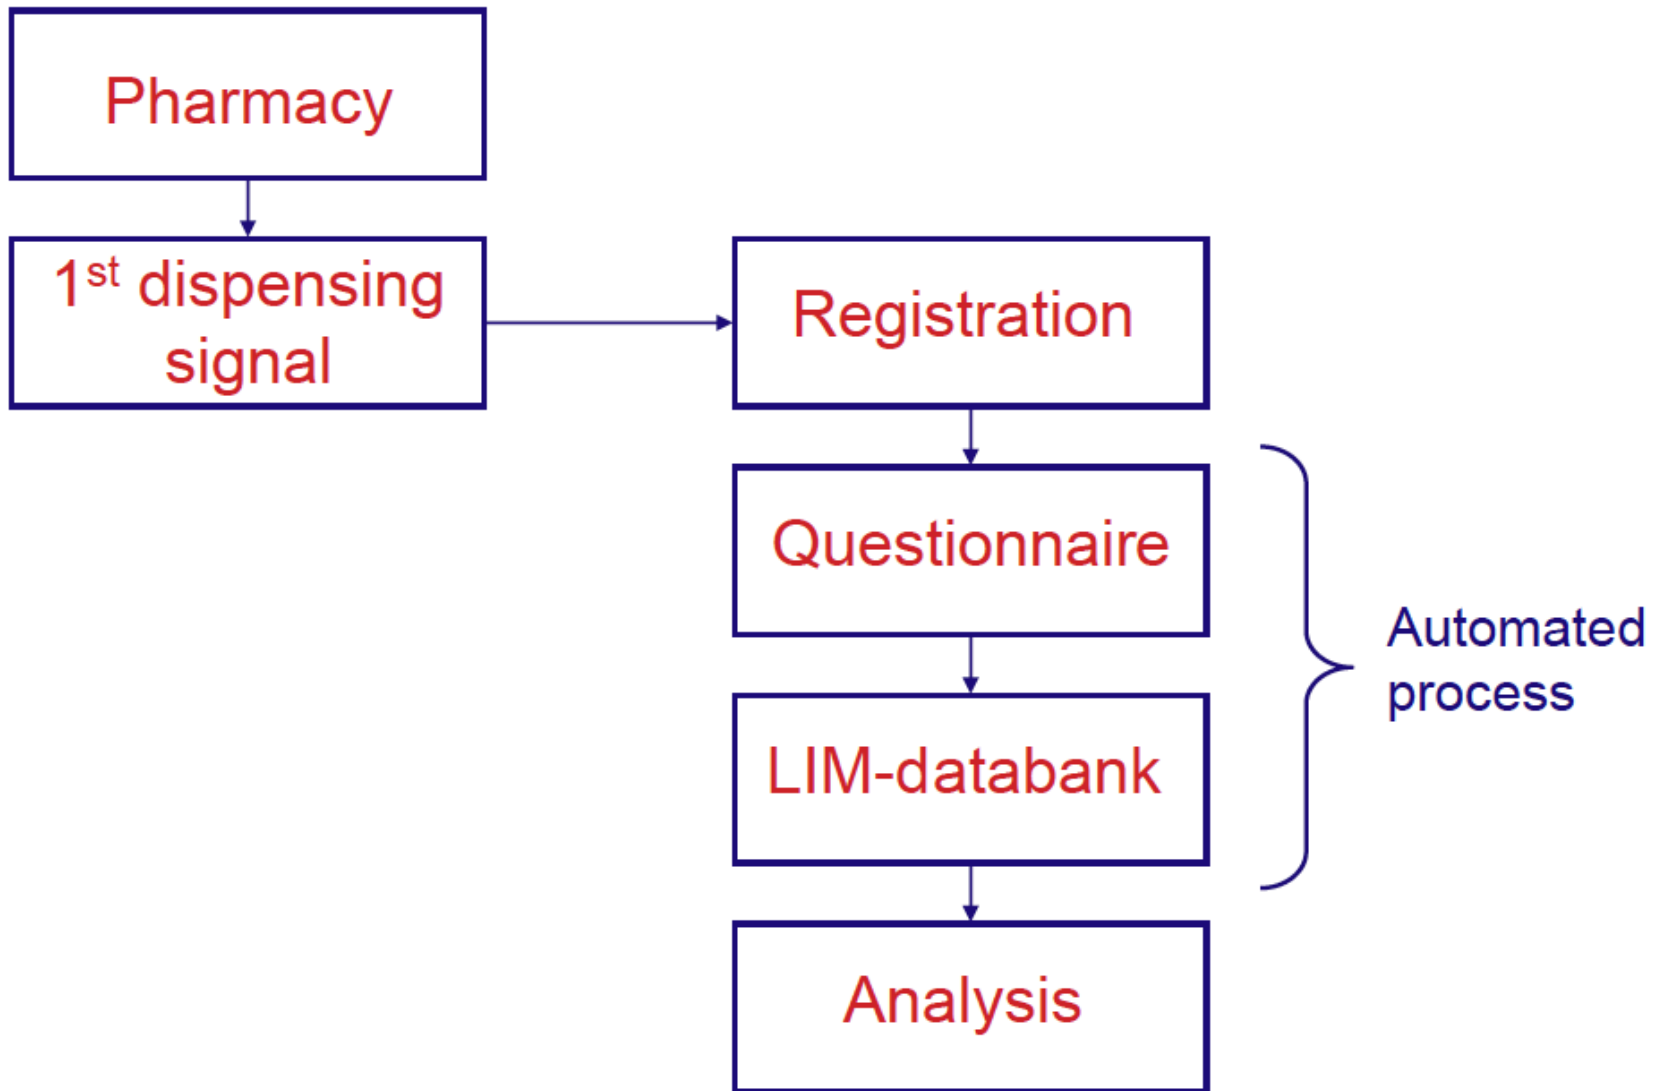 Pharmacy
1st dispensing
signal
Registration
Questionnaire
LIM-databank
Analysis
Automated
process